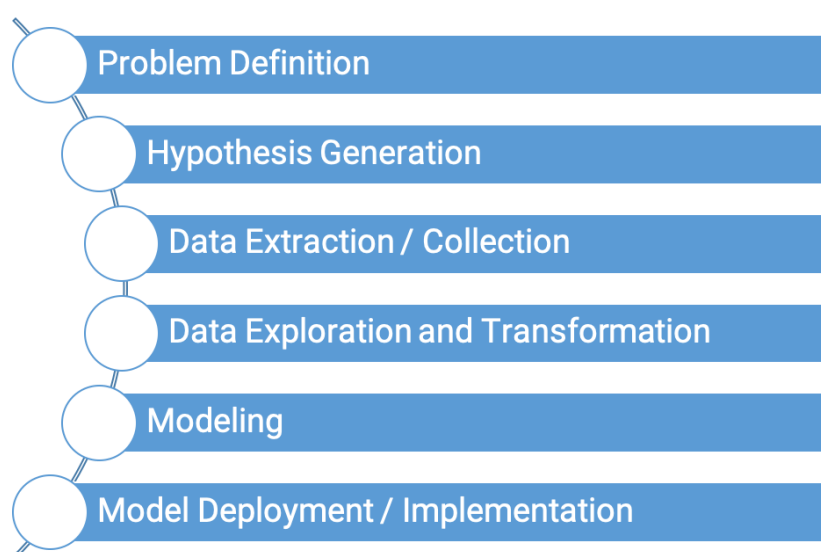 Problem Definition
Hypothesis Generation
Data Extraction / Collection
Data Exploration and Transformation
Modeling
Model Deployment / Implementation